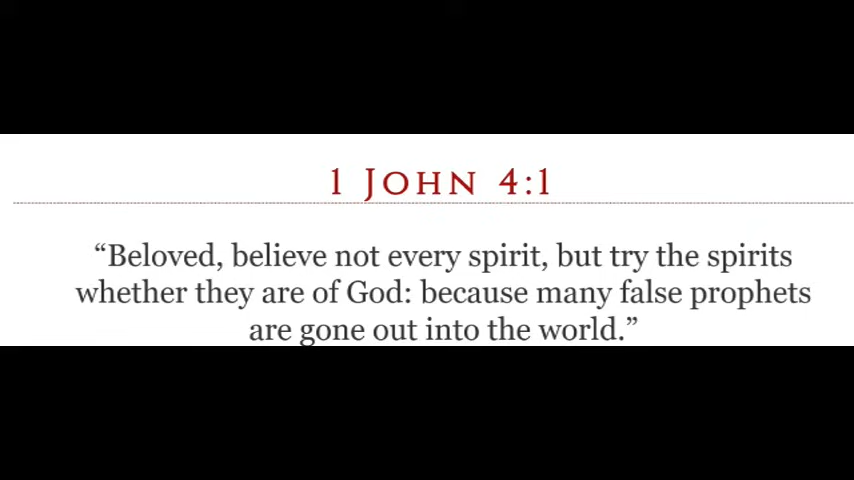 1 John 4:1
“Beloved, believe not every spirit, but try the spirits
whether they are of God: because many false prophets
are gone out into the world.”